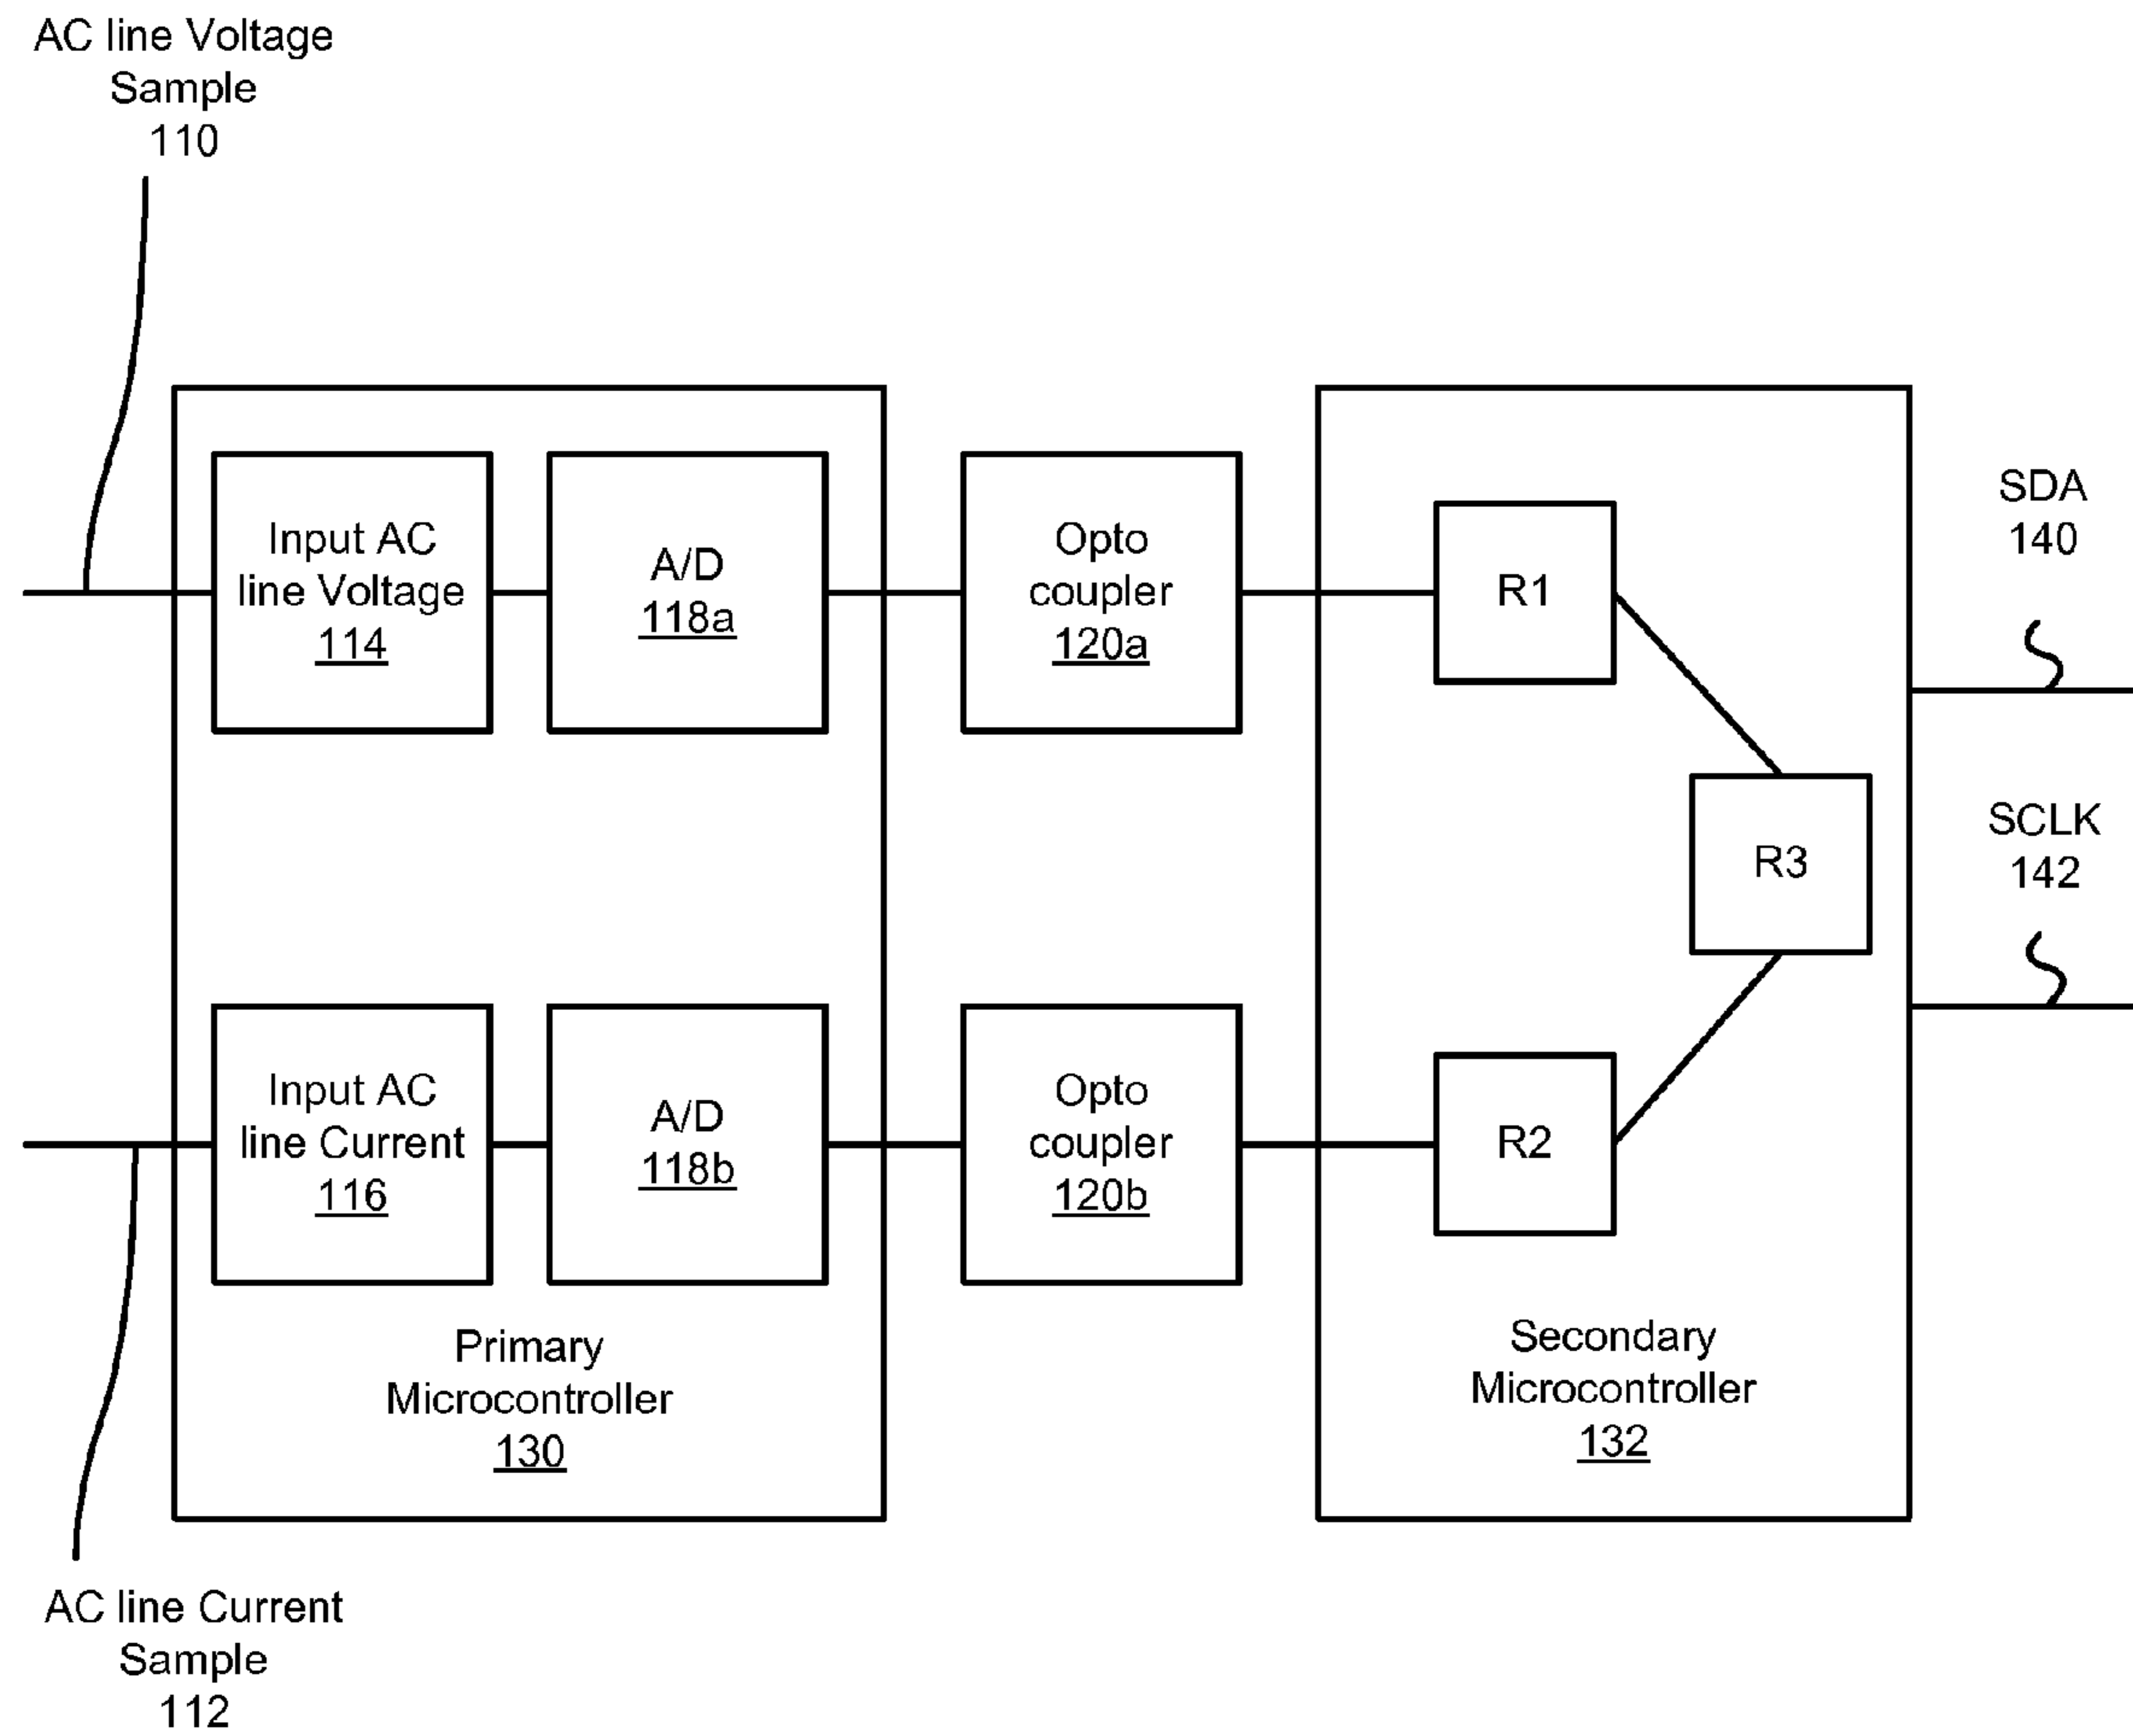 AC line Voltage
Sample
110
Input AC
line Voltage
114
A/D
118a
Opto
coupler
120a
R1
SDA
140
R3
SCLK
142
Input AC
line Current
116
A/D
118b
Opto
coupler
120b
R2
Primary
Microcontroller
130
Secondary
Microcontroller
132
AC line Current
Sample
112